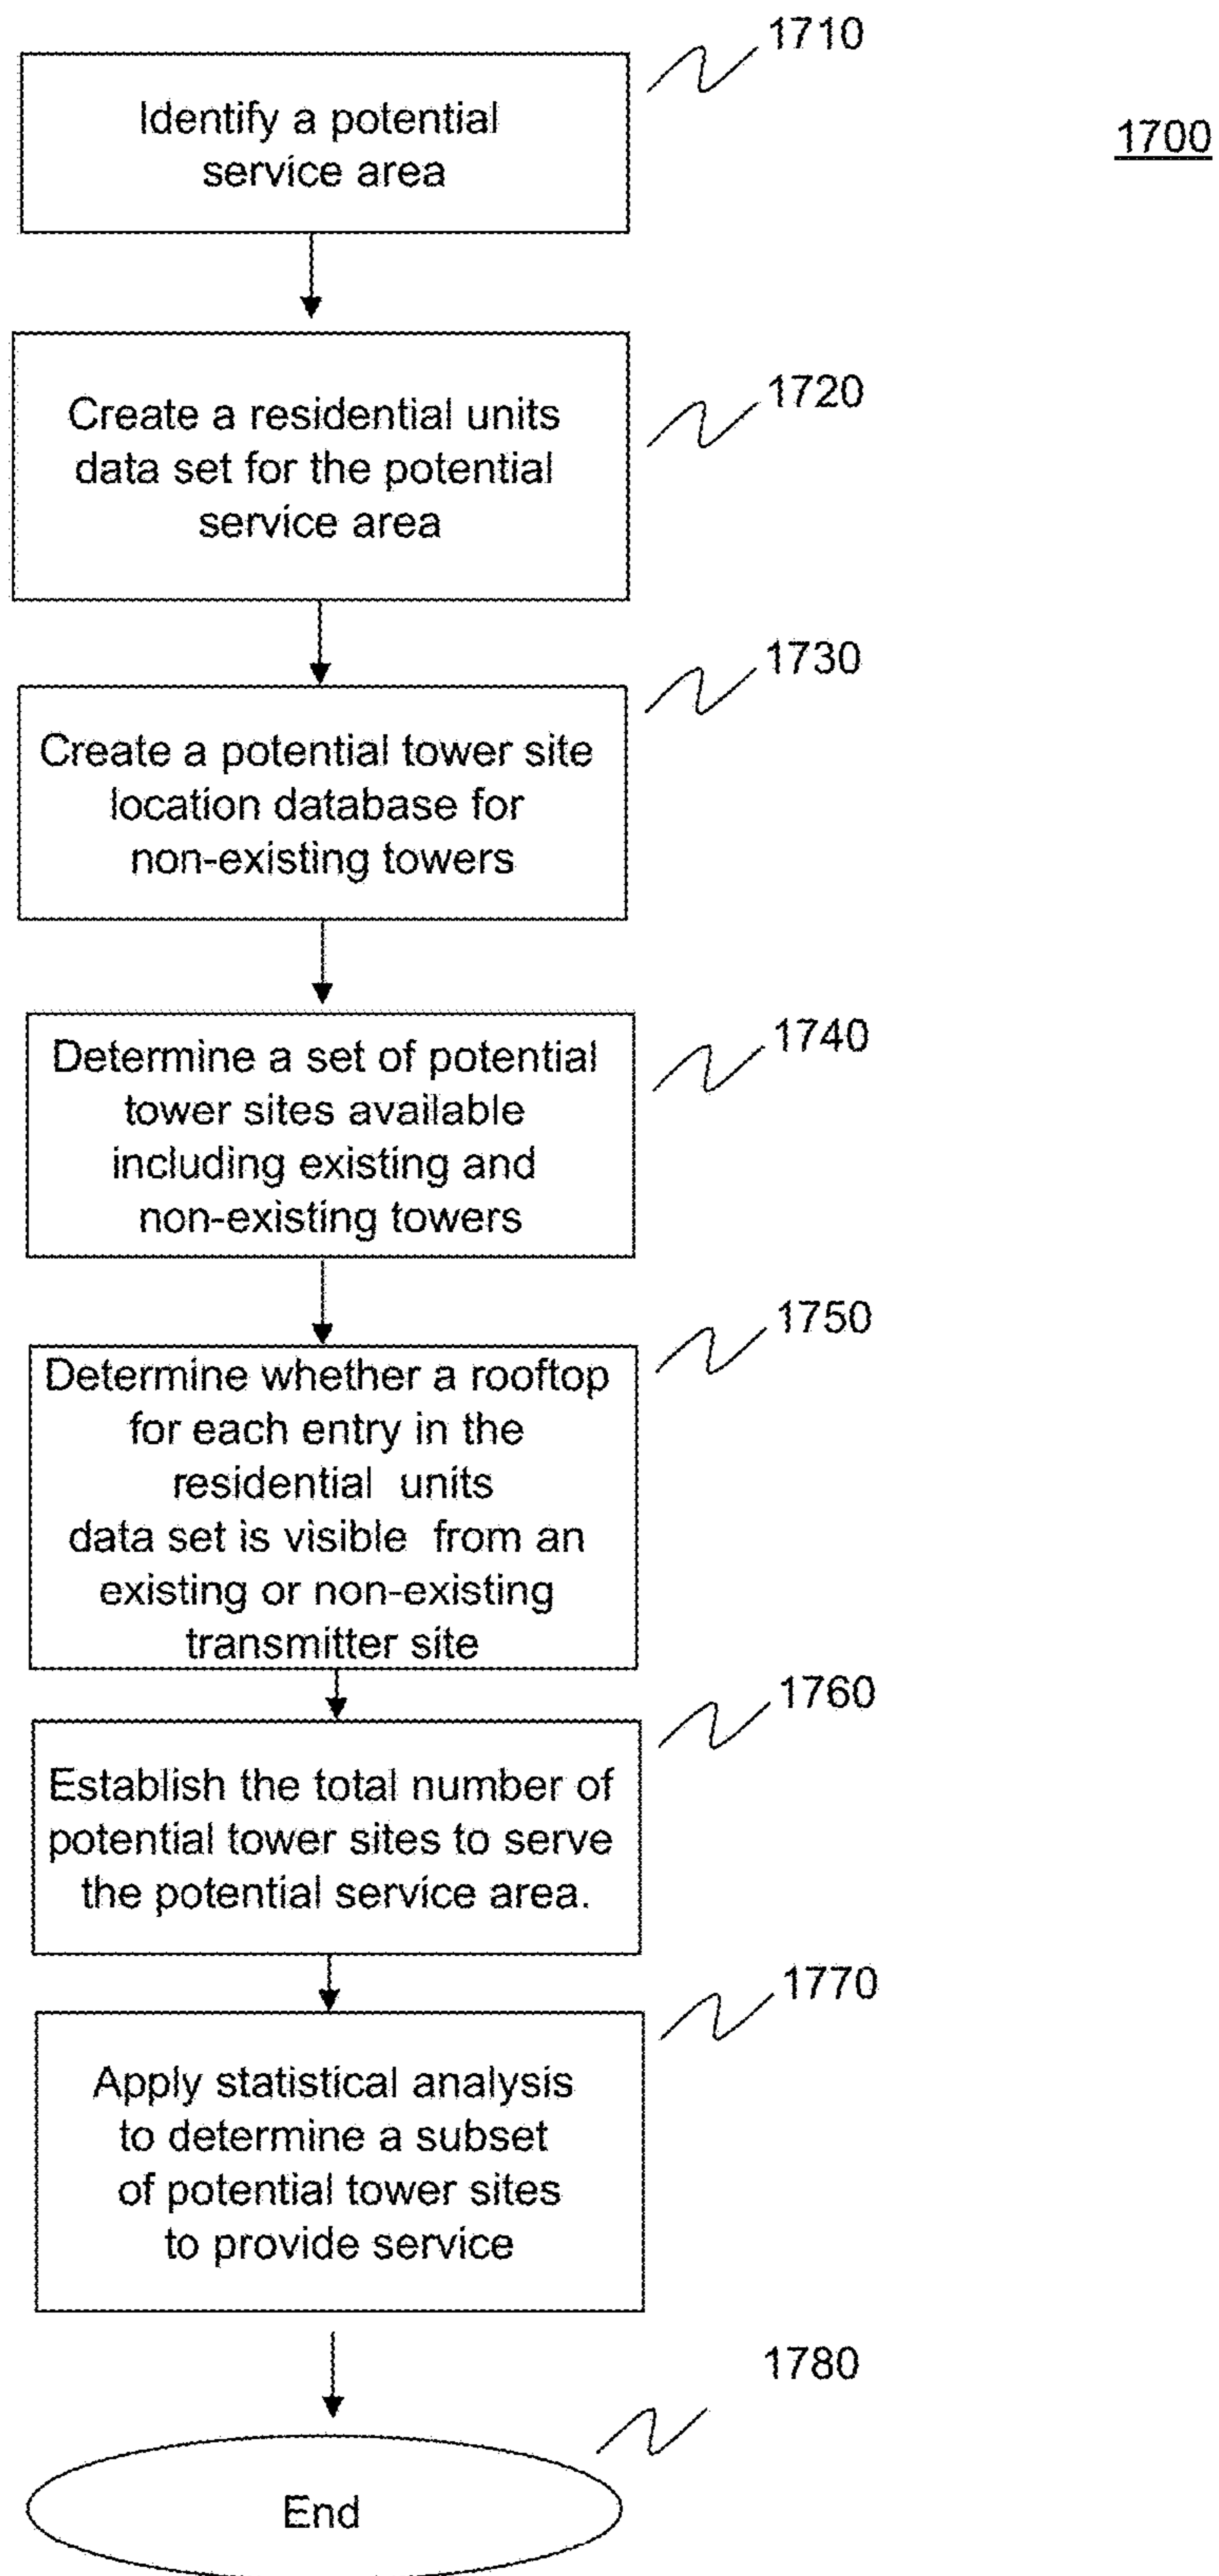 1710
1700
Identify a potential
service area
1720
Create a residential units
data set for the potential
service area
1730
Create a potential tower site
location database for
non-existing towers
1740
Determine a set of potential
tower sites available
including existing and
non-existing towers
1750
Determine whether a rooftop
for each entry in the
residential units
data set is visible from an
existing or non-existing
transmitter site
1760
Establish the total number of
potential tower sites to serve
the potential service area.
1770
Apply statistical analysis
to determine a subset
of potential tower sites
to provide service
1780
End